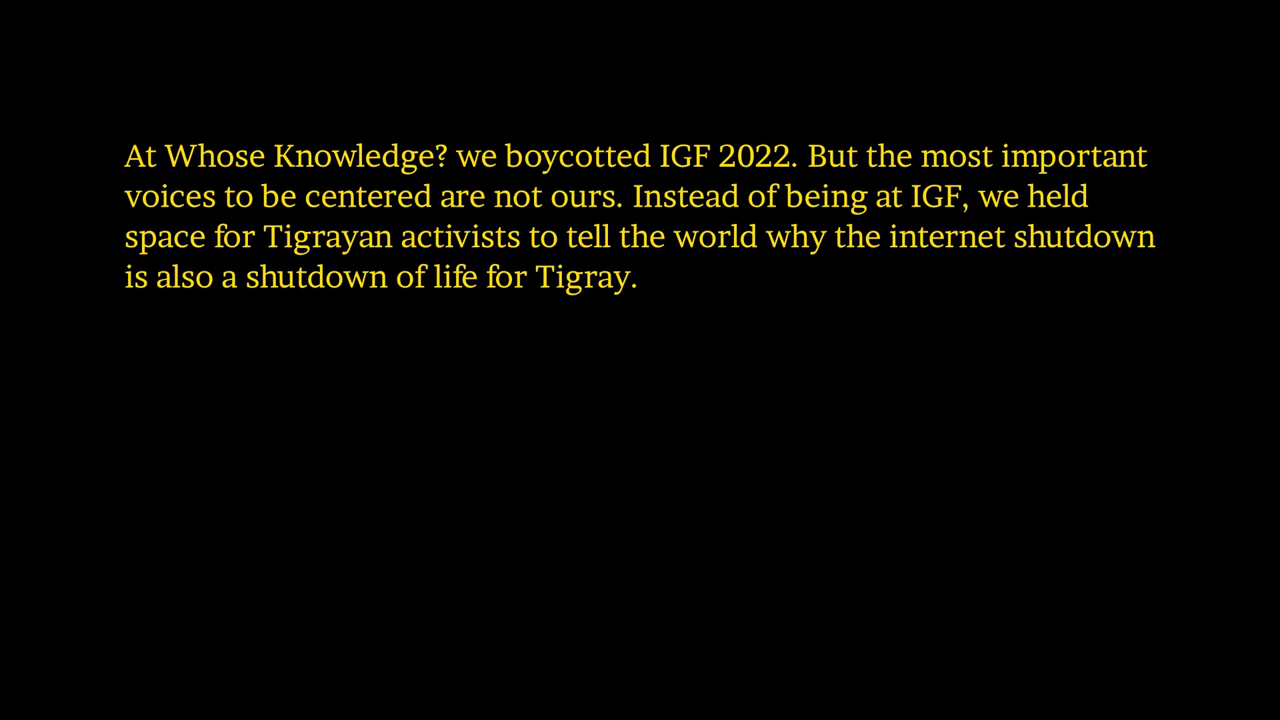 At Whose Knowledge? we boycotted IGF 2022. But the most important
voices to be centered are not ours. Instead of being at IGF, we held
space for Tigrayan activists to tell the world why the internet shutdown
is also a shutdown of life for Tigray.